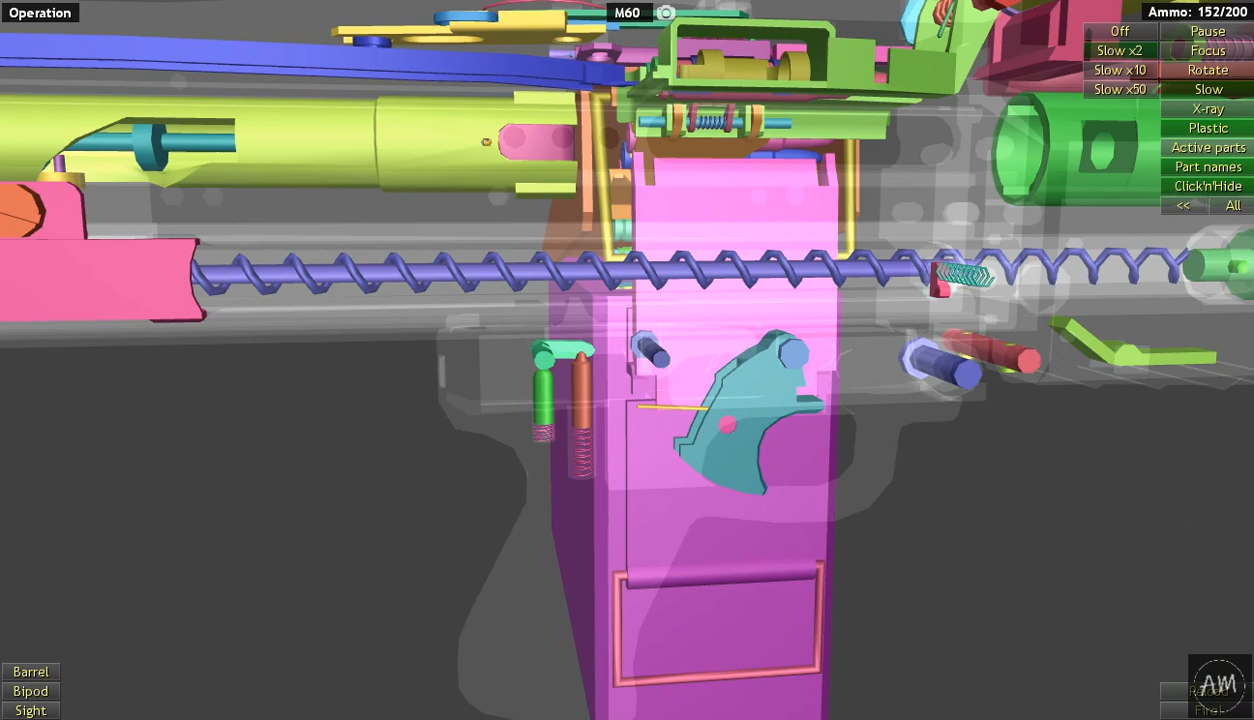 Operation
M60
Ammo: 152/200
Off
Pause
Slow x2
Focus
Slow x10
Rotate
Slow x50
Slow
X-ray
Plastic
Active parts
Part names
Click'n'Hide
<< All
Barrel
Bipod
Sight
AM